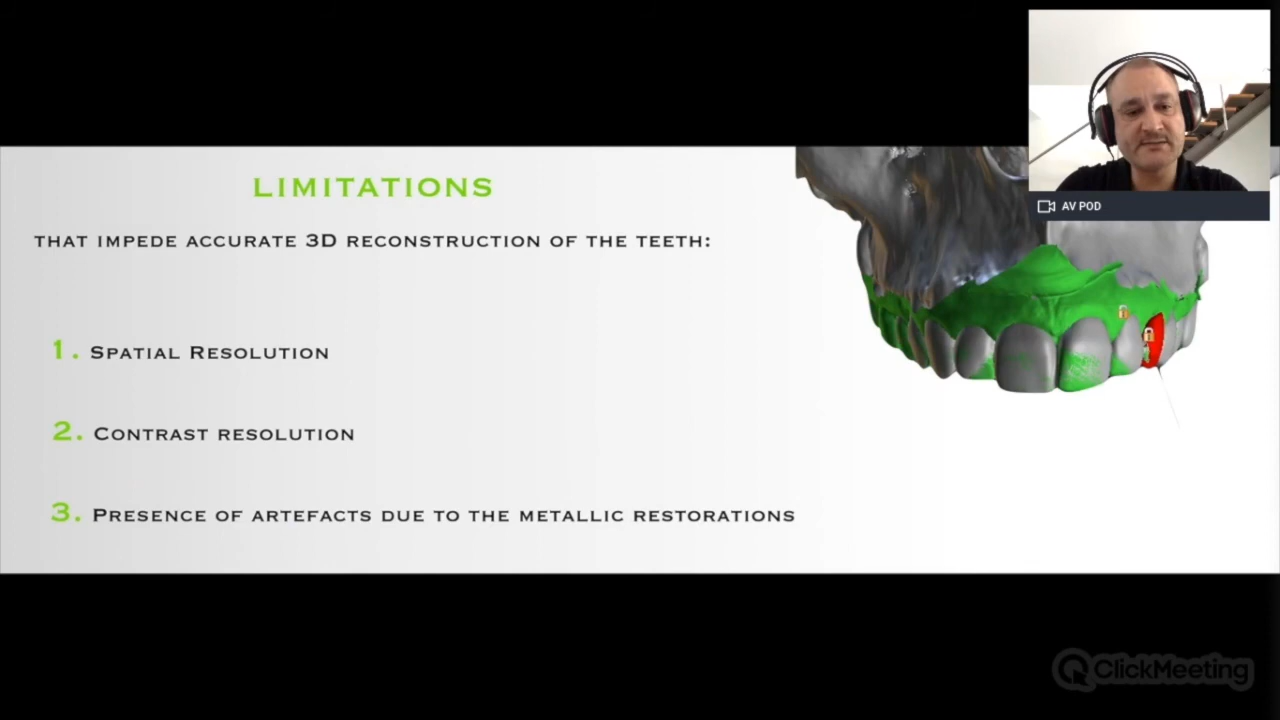 LIMITATIONS
THAT IMPEDE ACCURATE 3D RECONSTRUCTION OF THE TEETH:
1. SPATIAL RESOLUTION
2. CONTRAST RESOLUTION
3. PRESENCE OF ARTEFACTS DUE TO THE METALLIC RESTORATIONS
AV POD
ClickMeeting